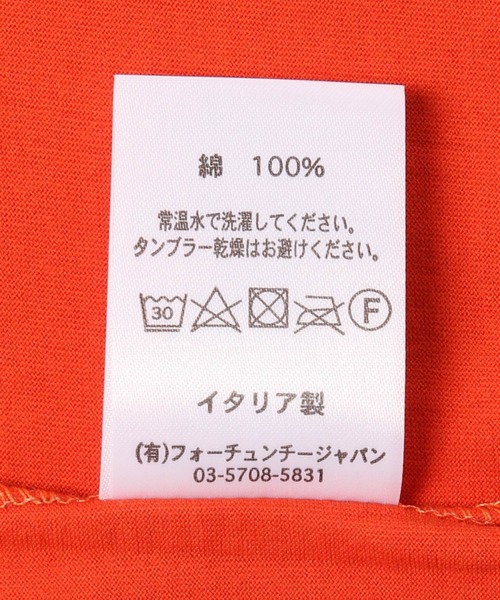 綿 100%
常温水で洗濯してください。
タンブラー乾燥はお避けください。
30 F
イタリア製
(有)フォーチュンチージャパン
03-5708-5831